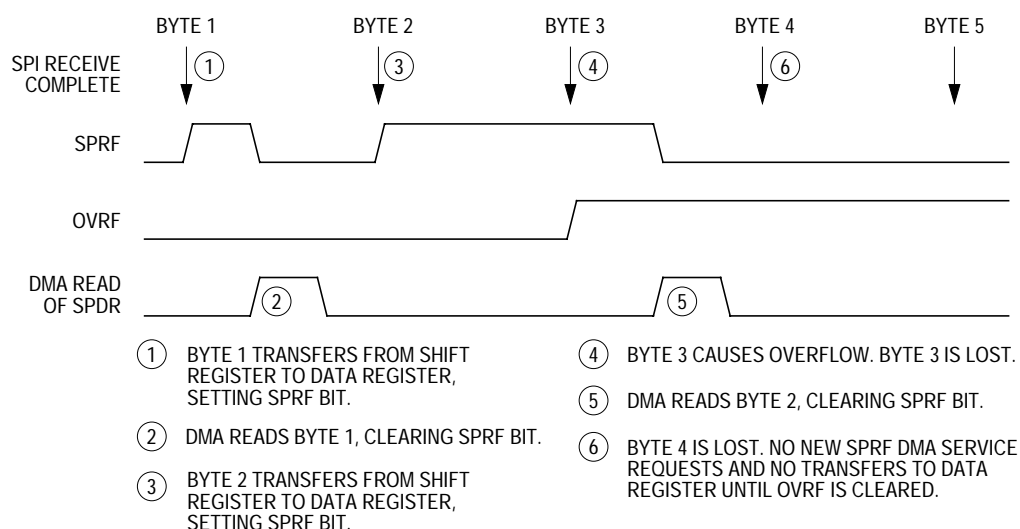 BYTE 1 BYTE 2 BYTE 3 BYTE 4 BYTE 5
SPI RECEIVE
COMPLETE
1 3 4 6
SPRF
OVRF
DMA READ
OF SPDR
2 5
1 BYTE 1 TRANSFERS FROM SHIFT
REGISTER TO DATA REGISTER,
SETTING SPRF BIT.
2 DMA READS BYTE 1, CLEARING SPRF BIT.
3 BYTE 2 TRANSFERS FROM SHIFT
REGISTER TO DATA REGISTER,
SETTING SPRF BIT.
4 BYTE 3 CAUSES OVERFLOW. BYTE 3 IS LOST.
5 DMA READS BYTE 2, CLEARING SPRF BIT.
6 BYTE 4 IS LOST. NO NEW SPRF DMA SERVICE
REQUESTS AND NO TRANSFERS TO DATA
REGISTER UNTIL OVRF IS CLEARED.